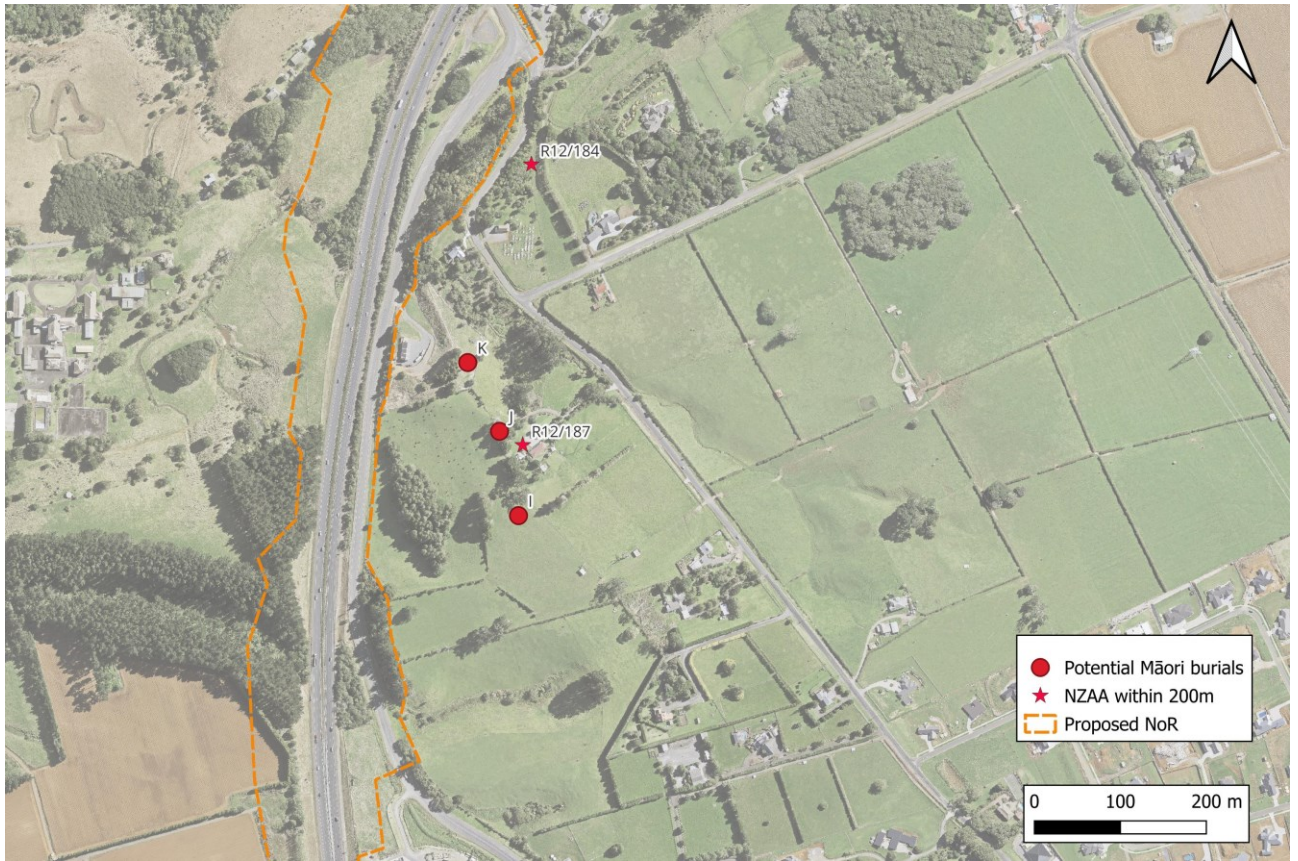 R12/184
K
J
R12/187
I
Potential Māori burials
NZAA within 200m
Proposed NoR
0 100 200 m